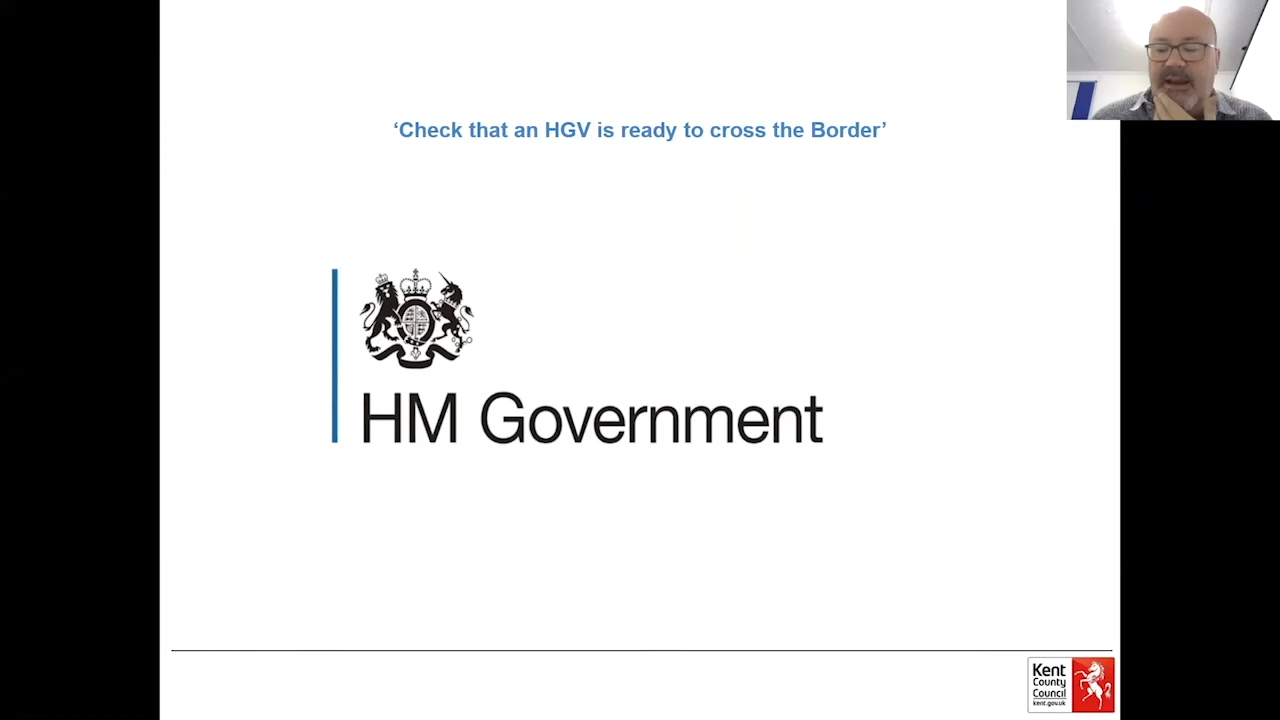 ‘Check that an HGV is ready to cross the Border’
HM Government
Kent
County
Council
kent.gov.uk